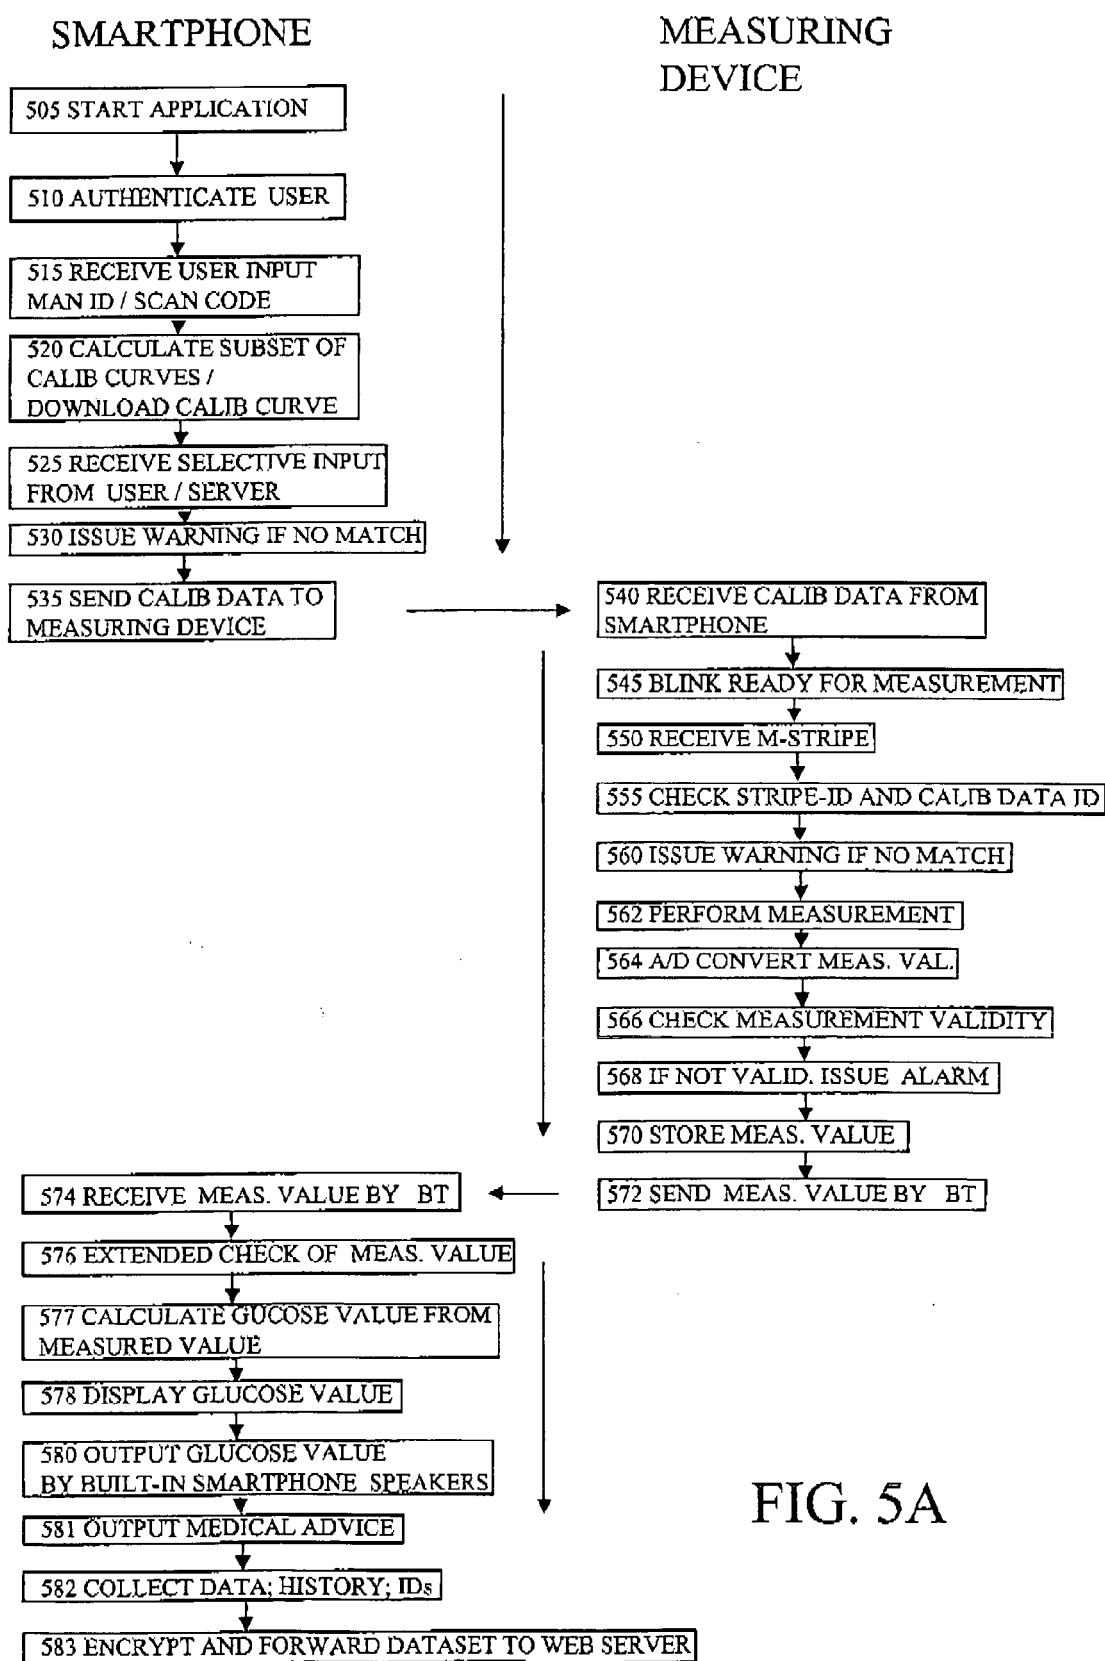 SMARTPHONE
MEASURING
DEVICE
505 START APPLICATION
510 AUTHENTICATE USER
515 RECEIVE USER INPUT
MAN ID / SCAN CODE
520 CALCULATE SUBSET OF
CALIB CURVES /
DOWNLOAD CALIB CURVE
525 RECEIVE SELECTIVE INPUT
FROM USER / SERVER
530 ISSUE WARNING IF NO MATCH
535 SEND CALIB DATA TO
MEASURING DEVICE
540 RECEIVE CALIB DATA FROM
SMARTPHONE
545 BLINK READY FOR MEASUREMENT
550 RECEIVE M-STRIPE
555 CHECK STRIPE-ID AND CALIB DATA ID
560 ISSUE WARNING IF NO MATCH
562 PERFORM MEASUREMENT
564 A/D CONVERT MEAS. VAL.
566 CHECK MEASUREMENT VALIDITY
568 IF NOT VALID. ISSUE ALARM
570 STORE MEAS. VALUE
572 SEND MEAS. VALUE BY BT
574 RECEIVE MEAS. VALUE BY BT
576 EXTENDED CHECK OF MEAS. VALUE
577 CALCULATE GUCOSE VALUE FROM
MEASURED VALUE
578 DISPLAY GLUCOSE VALUE
580 OUTPUT GLUCOSE VALUE
BY BUILT-IN SMARTPHONE SPEAKERS
581 OUTPUT MEDICAL ADVICE
582 COLLECT DATA; HISTORY; IDs
583 ENCRYPT AND FORWARD DATASET TO WEB SERVER
FIG. 5A